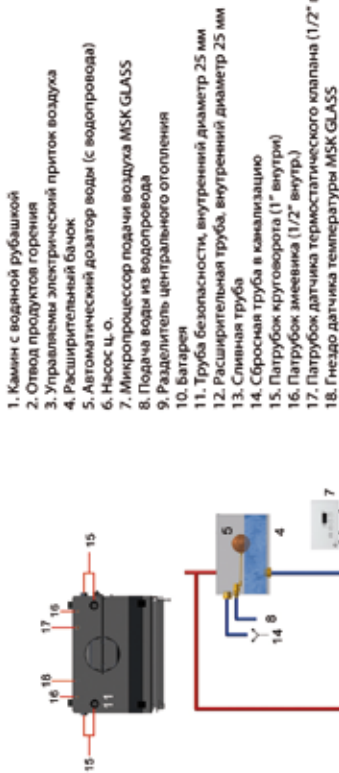 1. Камин с водяной рубашкой
2. Отвод продуктов горения
3. Управляемы электрический приток воздуха
4. Расширительный бачок
5. Автоматический дозатор воды (с водопровода)
6. Насос ц. о.
7. Микропроцессор подачи воздуха MSK GLASS
8. Подача воды из водопровода
9. Разделитель центрального отопления
10. Батарея
11. Труба безопасности, внутренний диаметр 25 мм
12. Расширительная труба, внутренний диаметр 25 мм
13. Сливная труба
14. Сбросная труба в канализацию
15. Патрубок круговорота (1" внутри)
16. Патрубок змеевика (1/2" внутр.)
17. Патрубок датчика термостатического клапана (1/2"
18. Гнездо датчика температуры MSK GLASS
15
16
17
18
16
11
15
5
4
8
14
7